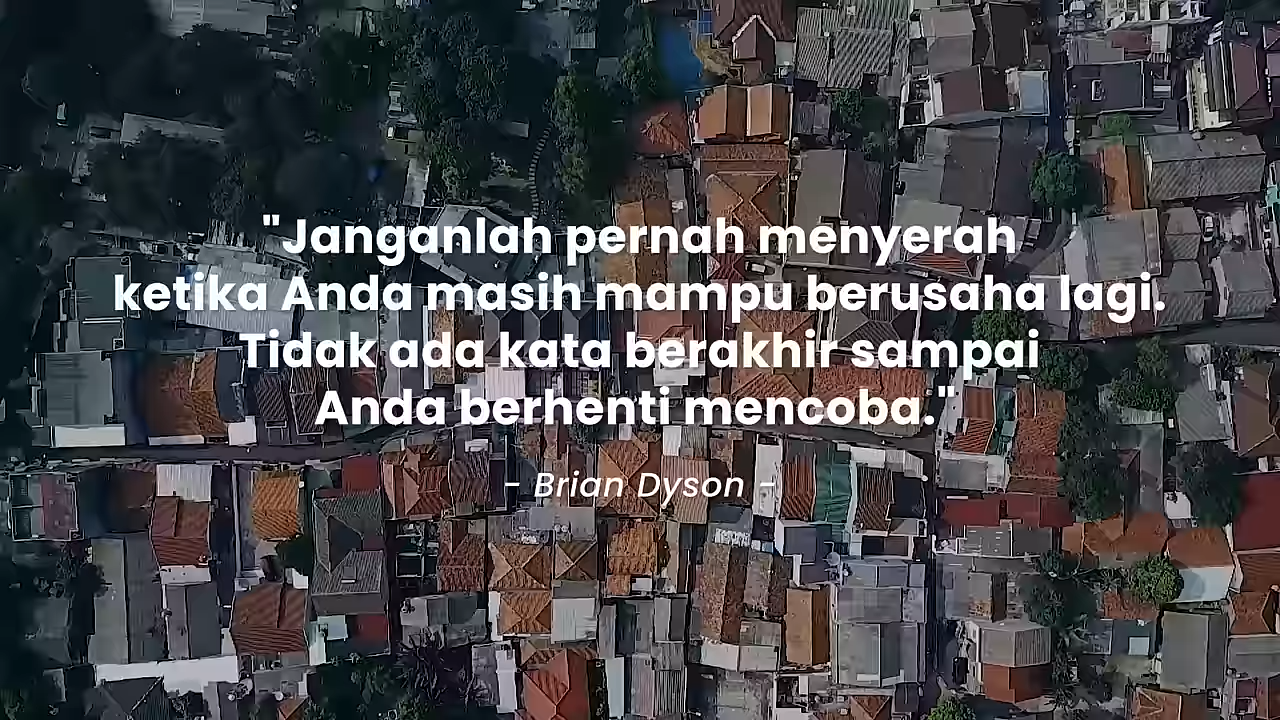 "Janganlah pernah menyerah
ketika Anda masih mampu berusaha lagi.
Tidak ada kata berakhir sampai
Anda berhenti mencoba."
- Brian Dyson -